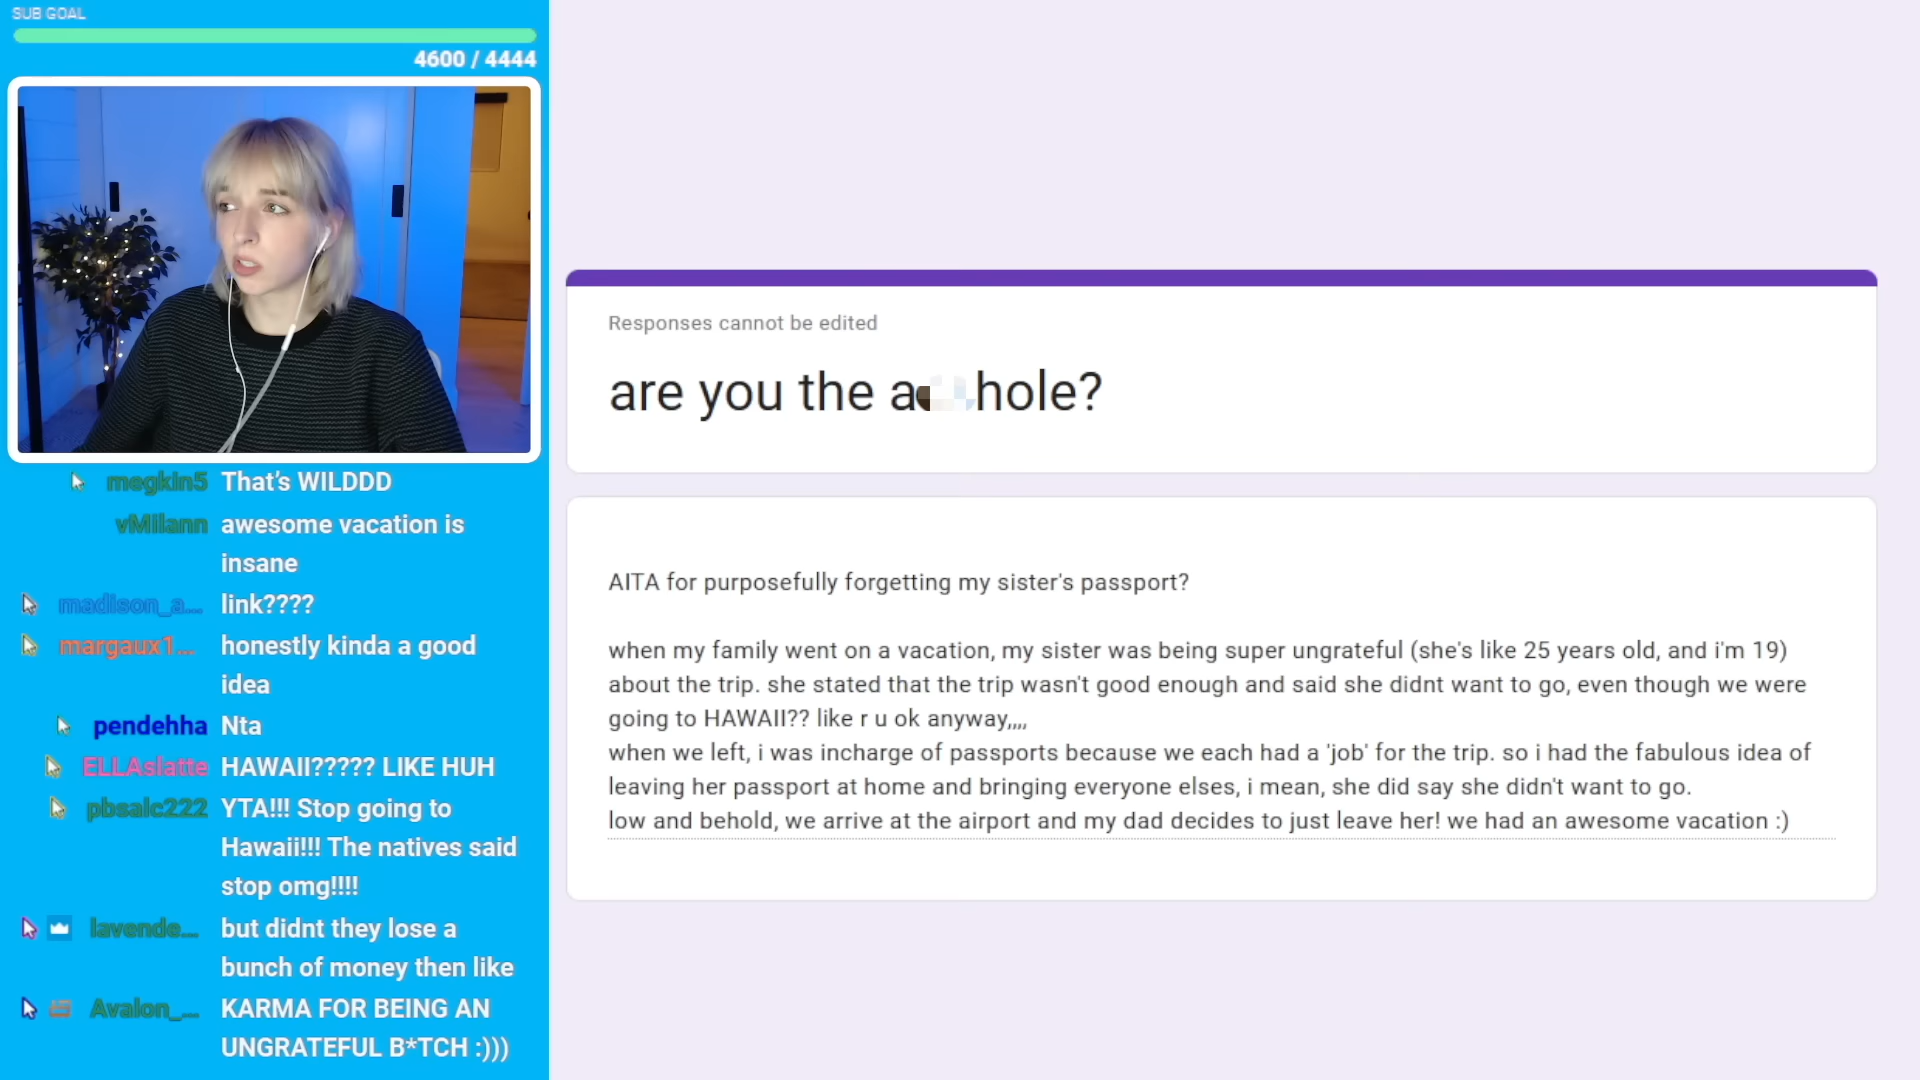 SUB GOAL
4600 / 4444
megkin5 That's WILDDD
vMilann awesome vacation is
insane
madison_a... link????
margaux1... honestly kinda a good
idea
pendehha Nta
ELLAslatte HAWAII????? LIKE HUH
pbsalc222 YTA!!! Stop going to
Hawaii!!! The natives said
stop omg!!!!
lavende... but didnt they lose a
bunch of money then like
Avalon_... KARMA FOR BEING AN
UNGRATEFUL B*TCH :)))
Responses cannot be edited
are you the a hole?
AITA for purposefully forgetting my sister's passport?
when my family went on a vacation, my sister was being super ungrateful (she's like 25 years old, and i'm 19)
about the trip. she stated that the trip wasn't good enough and said she didnt want to go, even though we were
going to HAWAII?? like r u ok anyway,,,,
when we left, i was incharge of passports because we each had a 'job' for the trip. so i had the fabulous idea of
leaving her passport at home and bringing everyone elses, i mean, she did say she didn't want to go.
low and behold, we arrive at the airport and my dad decides to just leave her! we had an awesome vacation :)